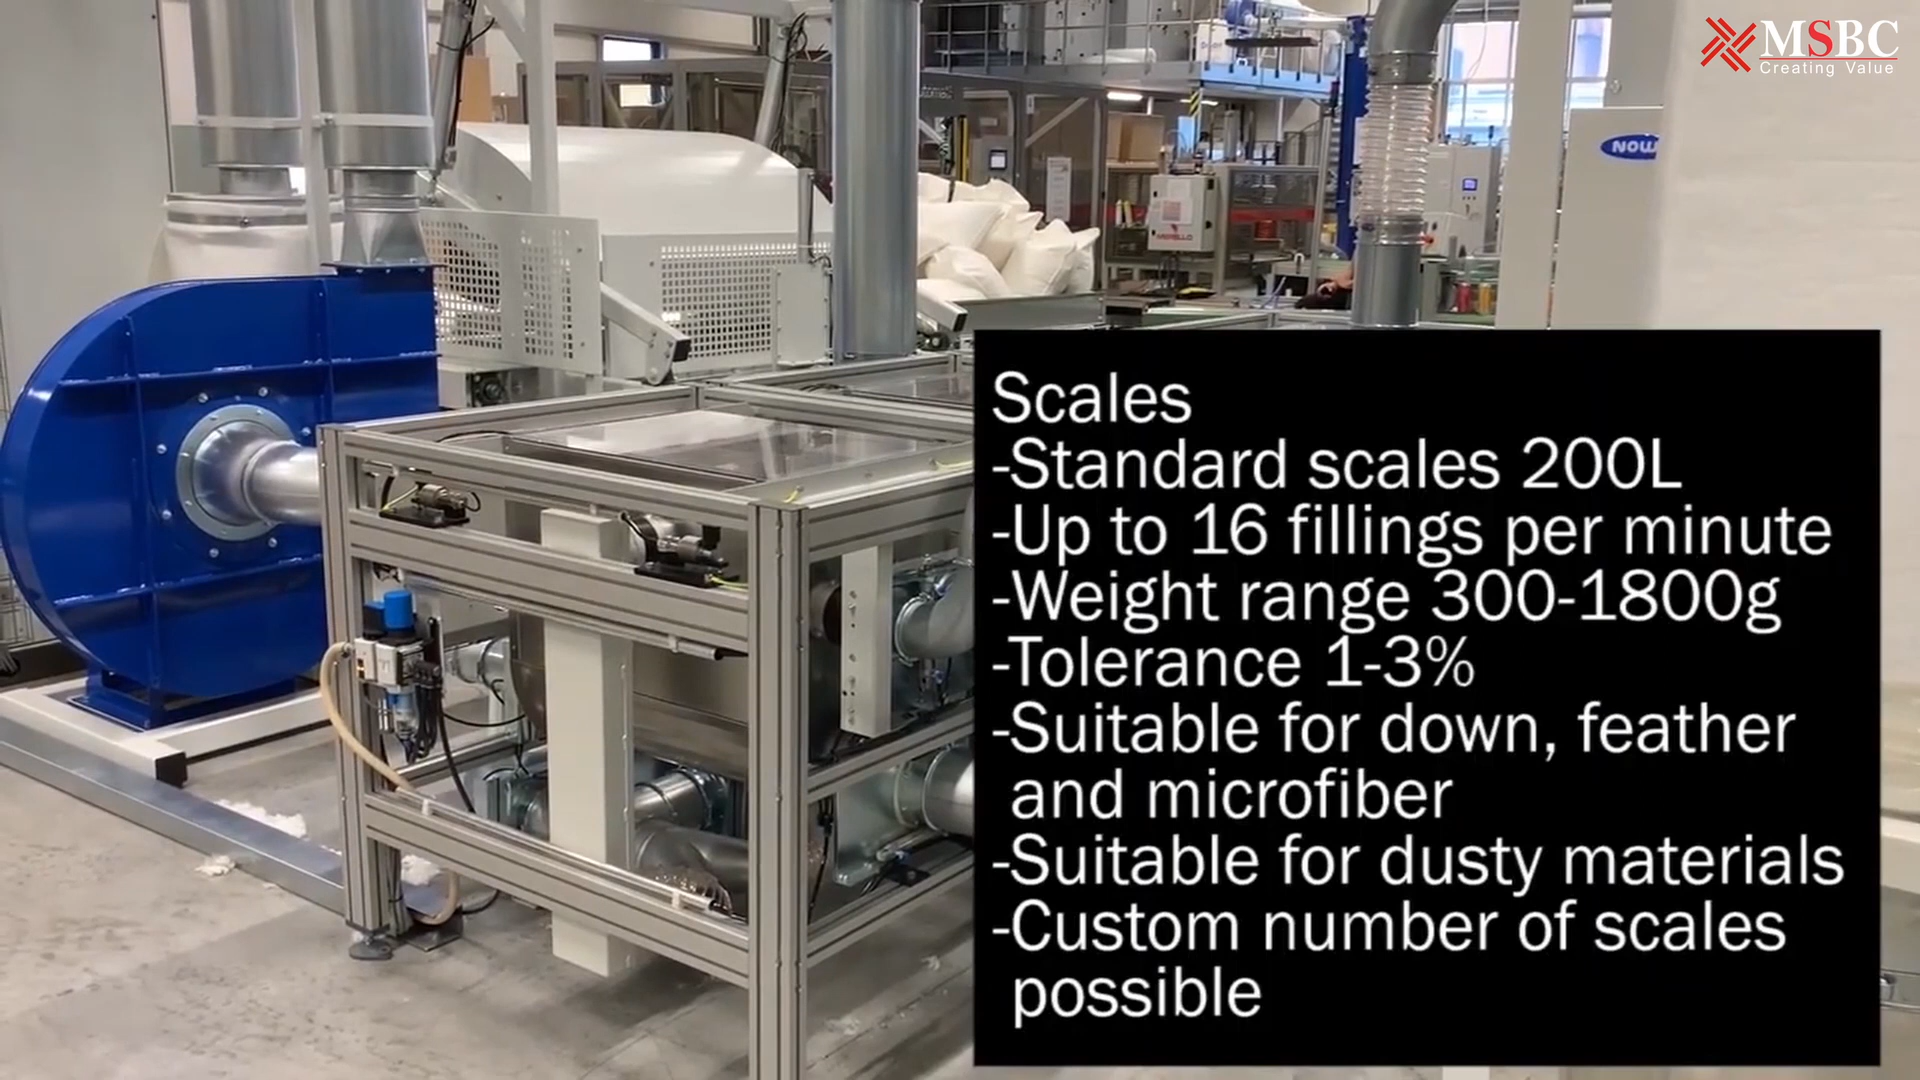 MSBC
Creating Value
NOW
MERELLO
Scales
-Standard scales 200L
-Up to 16 fillings per minute
-Weight range 300-1800g
-Tolerance 1-3%
-Suitable for down, feather
and microfiber
-Suitable for dusty materials
-Custom number of scales
possible